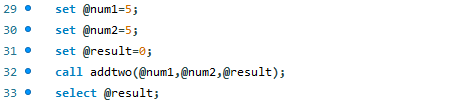 29 set @num1=5;
30 set @num2=5;
31 set @result=0;
32 call addtwo(@num1,@num2,@result);
33 select @result;